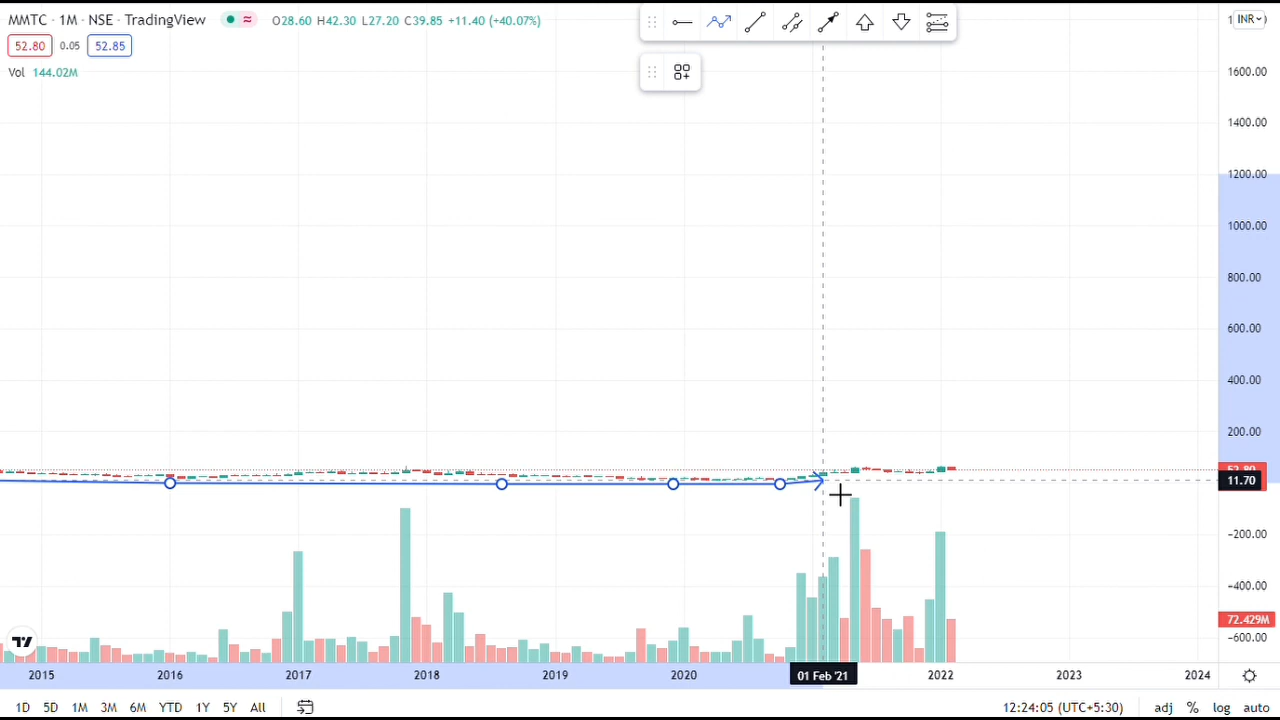 MMTC · 1M · NSE · TradingView ≈ O28.60 H42.30 L27.20 C39.85 +11.40 (+40.07%)
INR
52.80 0.05 52.85
Vol 144.02M
1600.00
1400.00
1200.00
1000.00
800.00
600.00
400.00
200.00
52.80
11.70
−200.00
−400.00
72.429M
−600.00
2015 2016 2017 2018 2019 2020 01 Feb '21 2022 2023 2024
1D 5D 1M 3M 6M YTD 1Y 5Y All 12:24:05 (UTC+5:30) adj % log auto